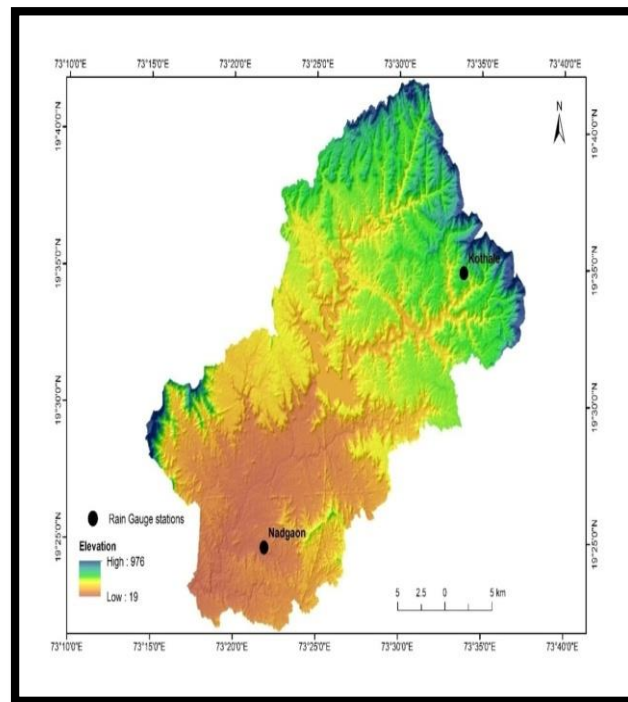 73°10'0"E 73°15'0"E 73°20'0"E 73°25'0"E 73°30'0"E 73°35'0"E 73°40'0"E
N
19°40'0"N 19°40'0"N
Kothale
19°35'0"N 19°35'0"N
19°30'0"N 19°30'0"N
Rain Gauge stations
Nadgaon
19°25'0"N 19°25'0"N
Elevation
High : 976
Low : 19
5 2.5 0 5 km
73°10'0"E 73°15'0"E 73°20'0"E 73°25'0"E 73°30'0"E 73°35'0"E 73°40'0"E